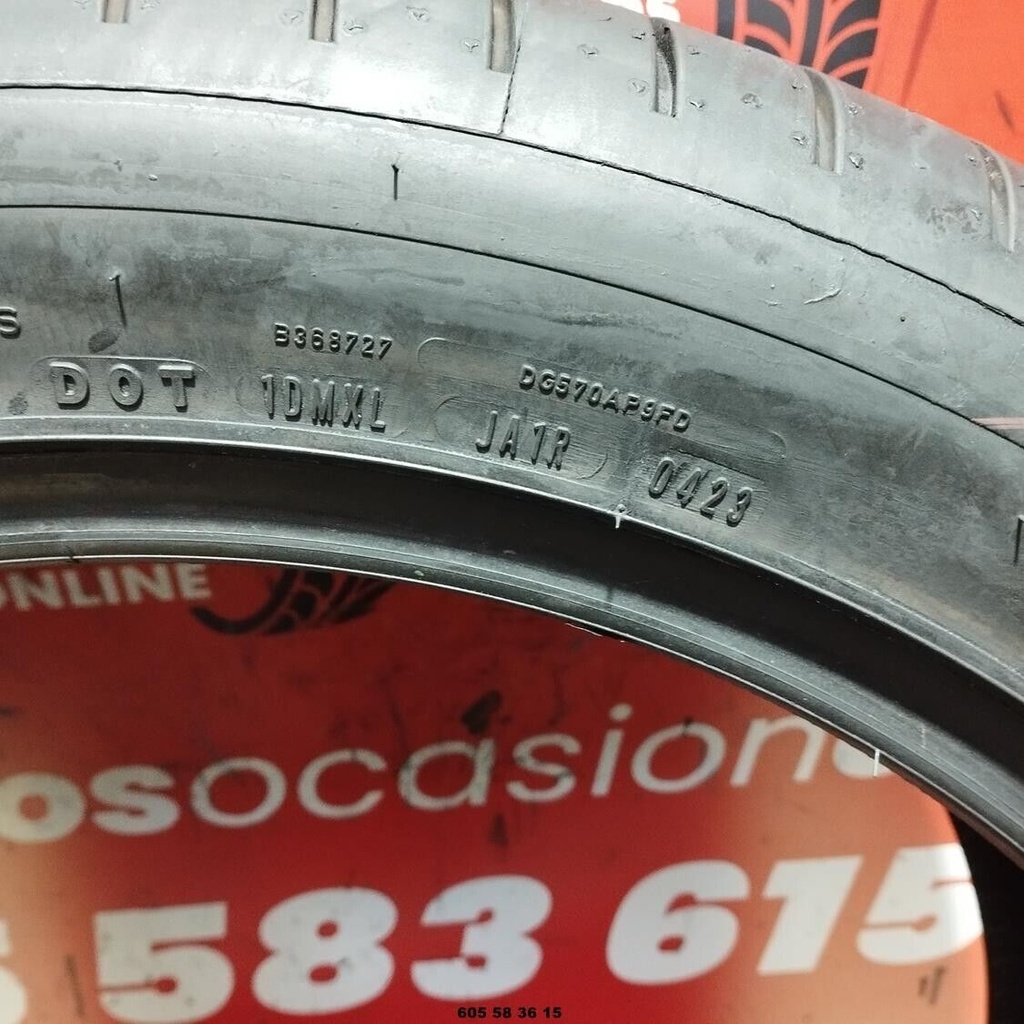 S
B368727
DG570AP9FD
DOT 1DMXL JA1R 0423
ONLINE
osocasion
583 615
605 58 36 15